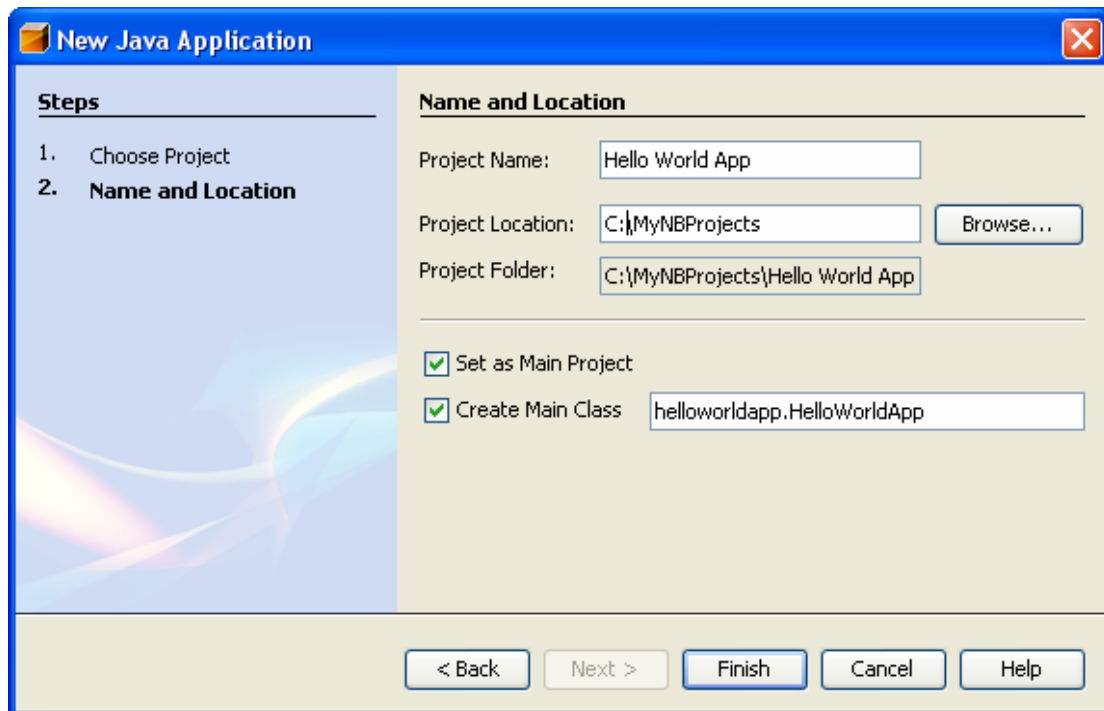 New Java Application
Steps
1. Choose Project
2. Name and Location
Name and Location
Project Name: Hello World App
Project Location: C:\MyNBProjects Browse...
Project Folder: C:\MyNBProjects\Hello World App
Set as Main Project
Create Main Class helloworldapp.HelloWorldApp
< Back Next > Finish Cancel Help